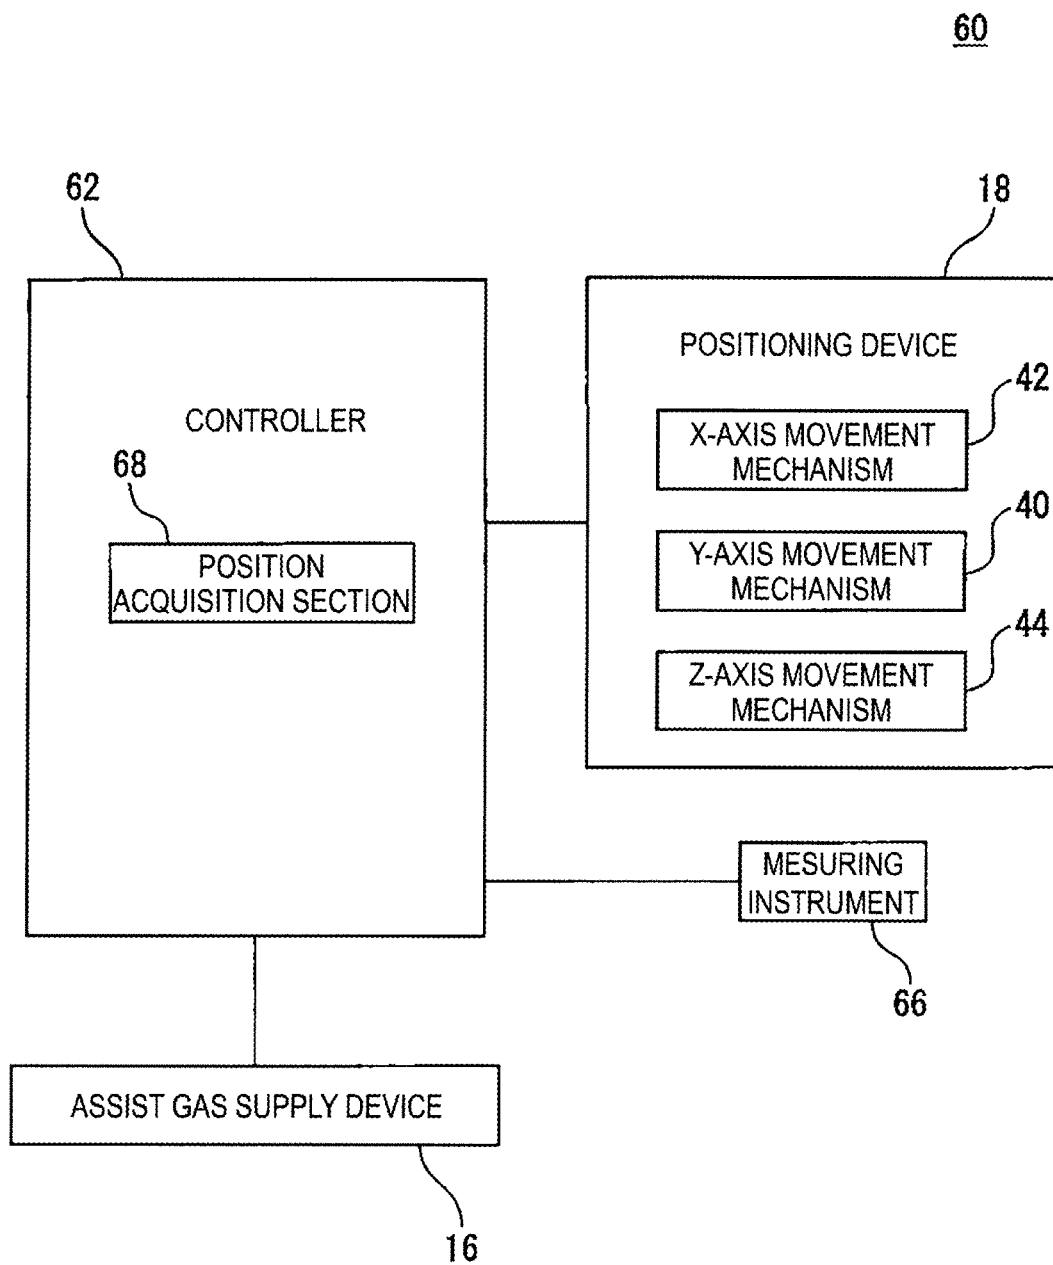 60
62
18
POSITIONING DEVICE
42
X-AXIS MOVEMENT
MECHANISM
CONTROLLER
68
40
POSITION
ACQUISITION SECTION
Y-AXIS MOVEMENT
MECHANISM
44
Z-AXIS MOVEMENT
MECHANISM
MESURING
INSTRUMENT
66
ASSIST GAS SUPPLY DEVICE
16